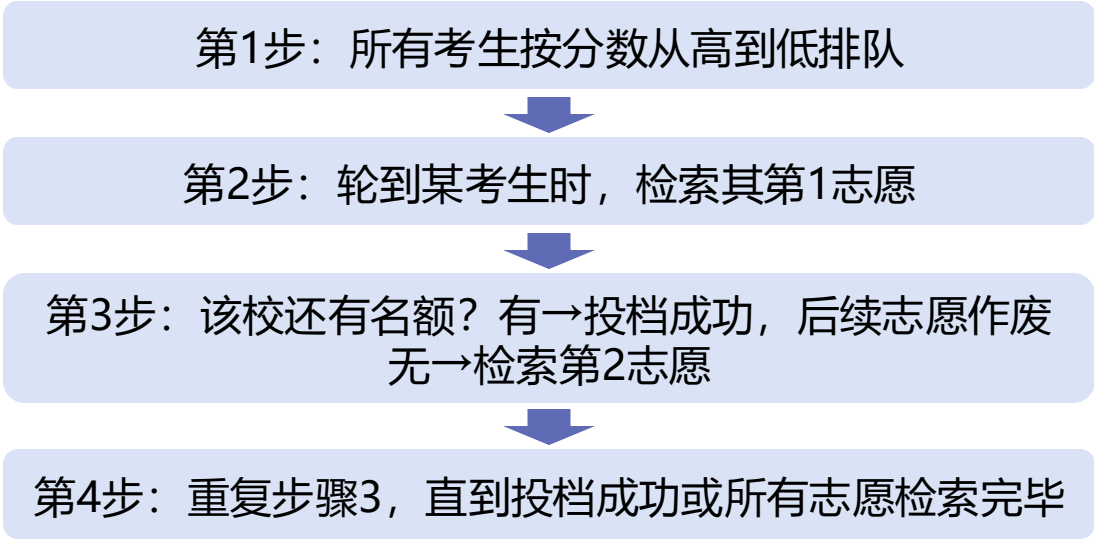 第1步：所有考生按分数从高到低排队
第2步：轮到某考生时，检索其第1志愿
第3步：该校还有名额？有→投档成功，后续志愿作废
无→检索第2志愿
第4步：重复步骤3，直到投档成功或所有志愿检索完毕